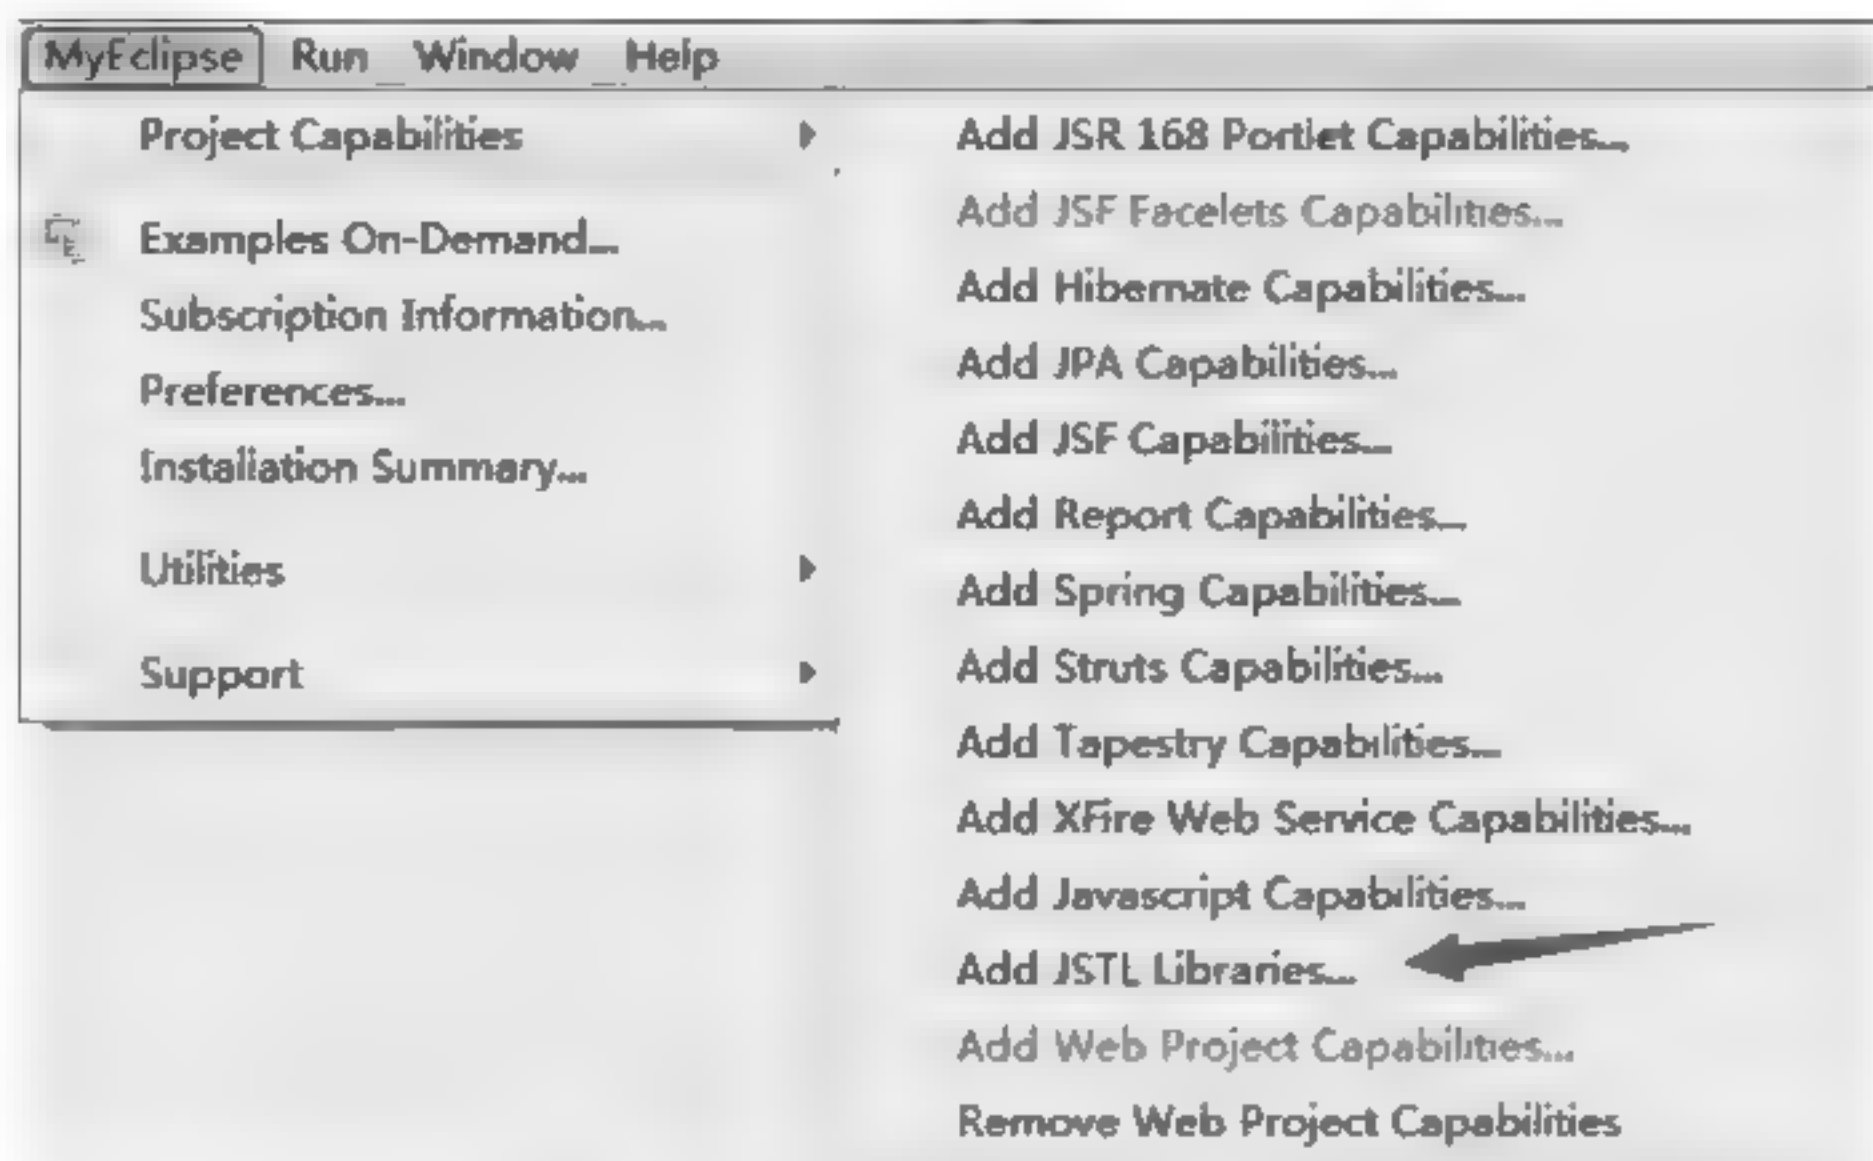 MyEclipse Run Window Help
Project Capabilities
Examples On-Demand...
Subscription Information...
Preferences...
Installation Summary...
Utilities
Support
Add JSR 168 Portlet Capabilities...
Add JSF Facelets Capabilities...
Add Hibernate Capabilities...
Add JPA Capabilities...
Add JSF Capabilities...
Add Report Capabilities...
Add Spring Capabilities...
Add Struts Capabilities...
Add Tapestry Capabilities...
Add XFire Web Service Capabilities...
Add Javascript Capabilities...
Add JSTL Libraries...
Add Web Project Capabilities...
Remove Web Project Capabilities